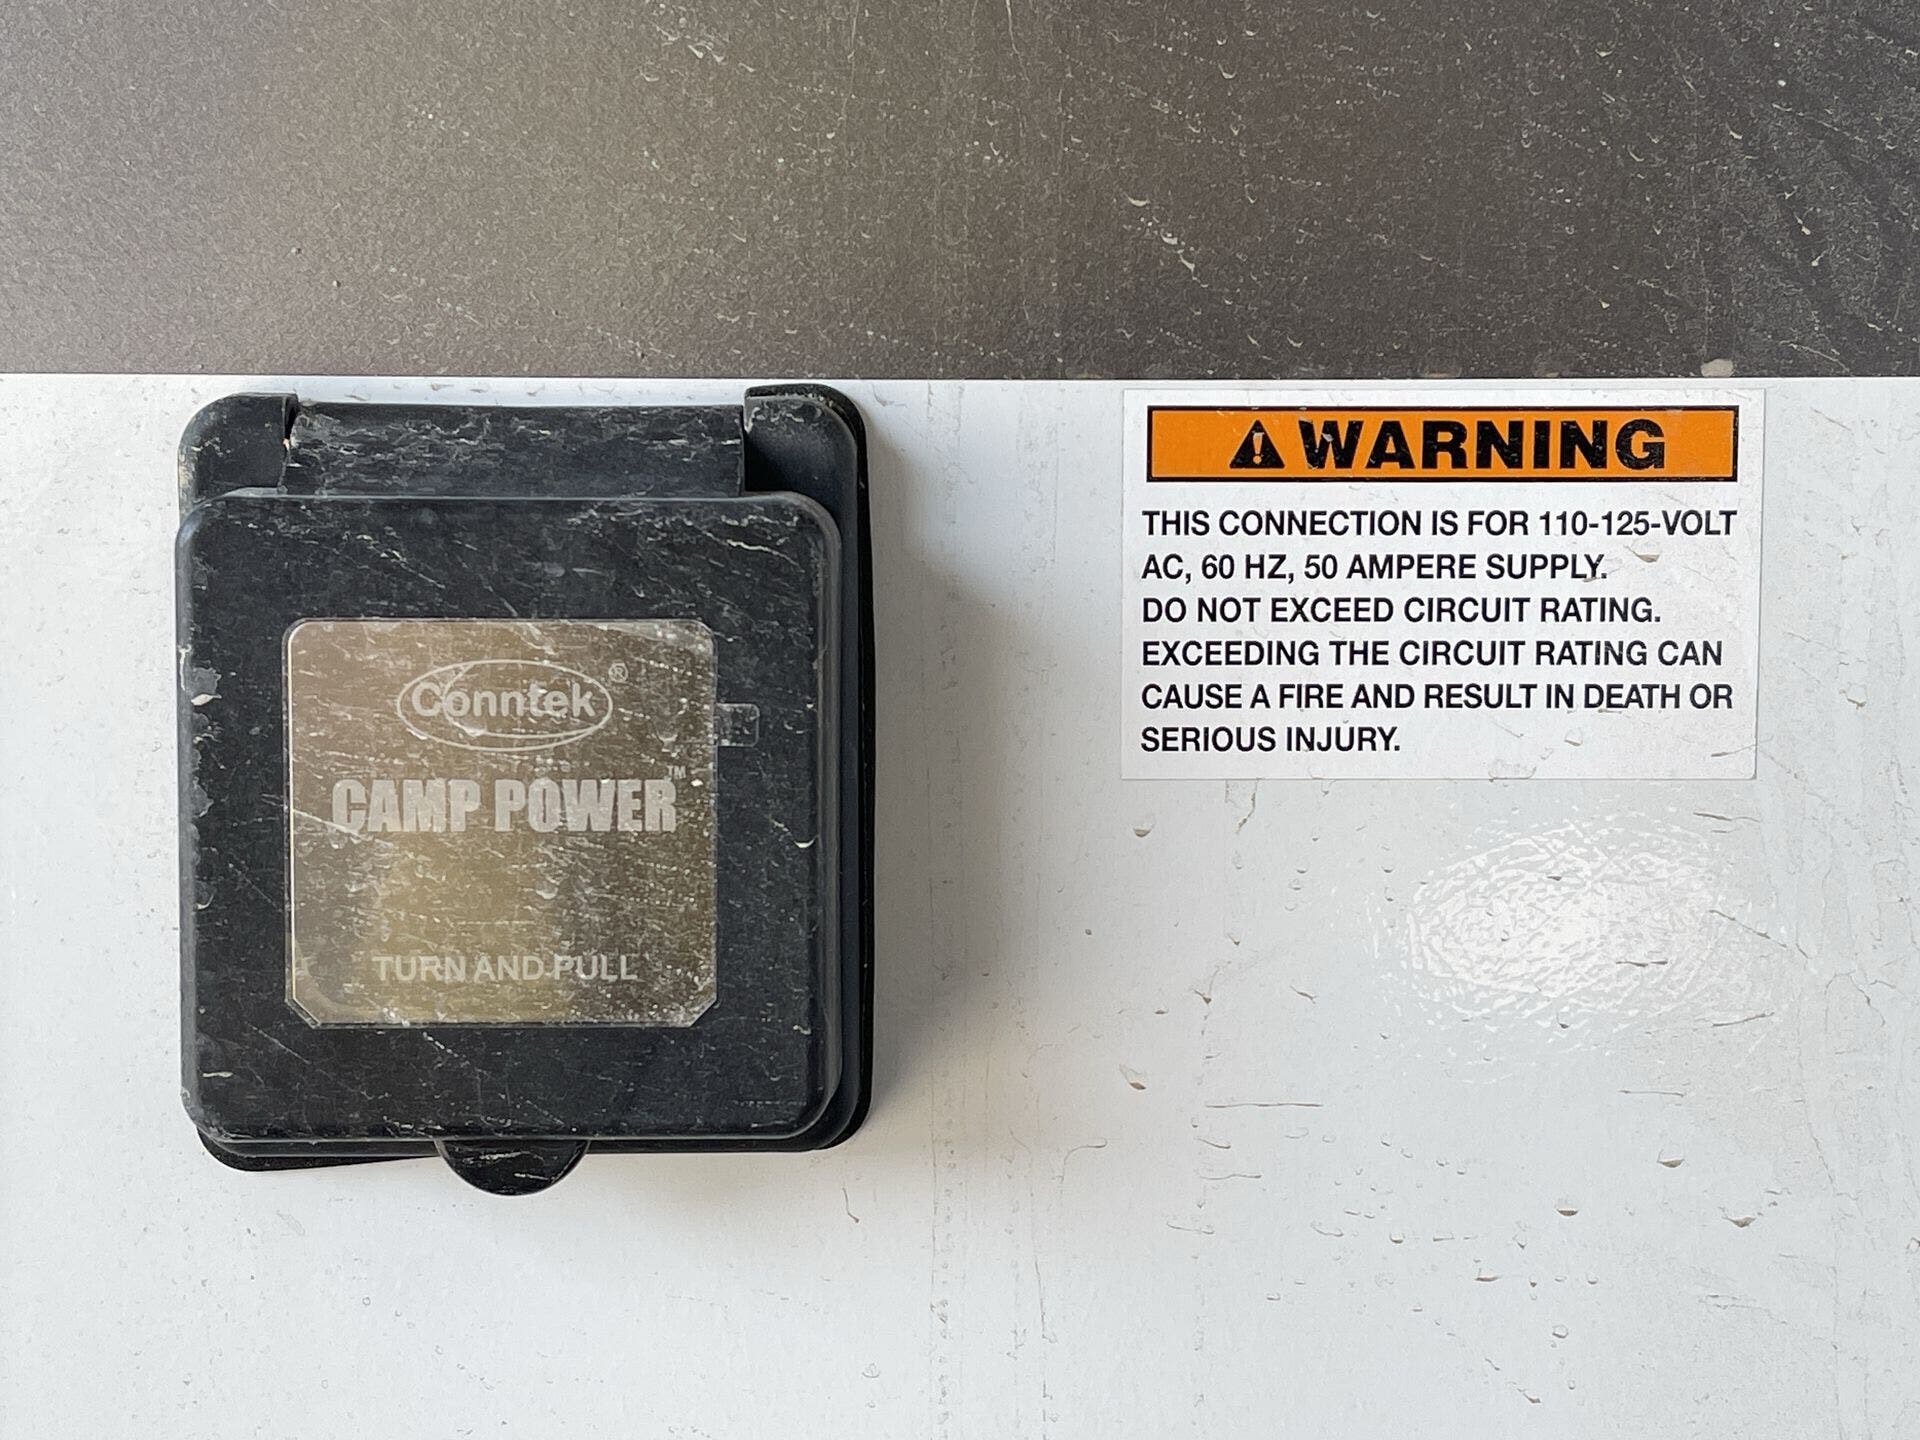 Conntek®
CAMP POWER™
TURN AND PULL
WARNING
THIS CONNECTION IS FOR 110-125-VOLT
AC, 60 HZ, 50 AMPERE SUPPLY.
DO NOT EXCEED CIRCUIT RATING.
EXCEEDING THE CIRCUIT RATING CAN
CAUSE A FIRE AND RESULT IN DEATH OR
SERIOUS INJURY.